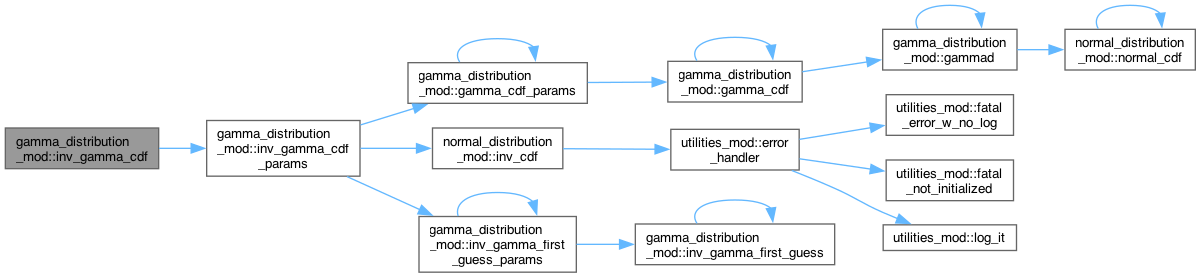 gamma_distribution
_mod::inv_gamma_cdf
gamma_distribution
_mod::inv_gamma_cdf
_params
gamma_distribution
_mod::gamma_cdf_params
normal_distribution
_mod::inv_cdf
gamma_distribution
_mod::inv_gamma_first
_guess_params
gamma_distribution
_mod::gamma_cdf
utilities_mod::error
_handler
gamma_distribution
_mod::inv_gamma_first_guess
gamma_distribution
_mod::gammad
utilities_mod::fatal
_error_w_no_log
utilities_mod::fatal
_not_initialized
utilities_mod::log_it
normal_distribution
_mod::normal_cdf